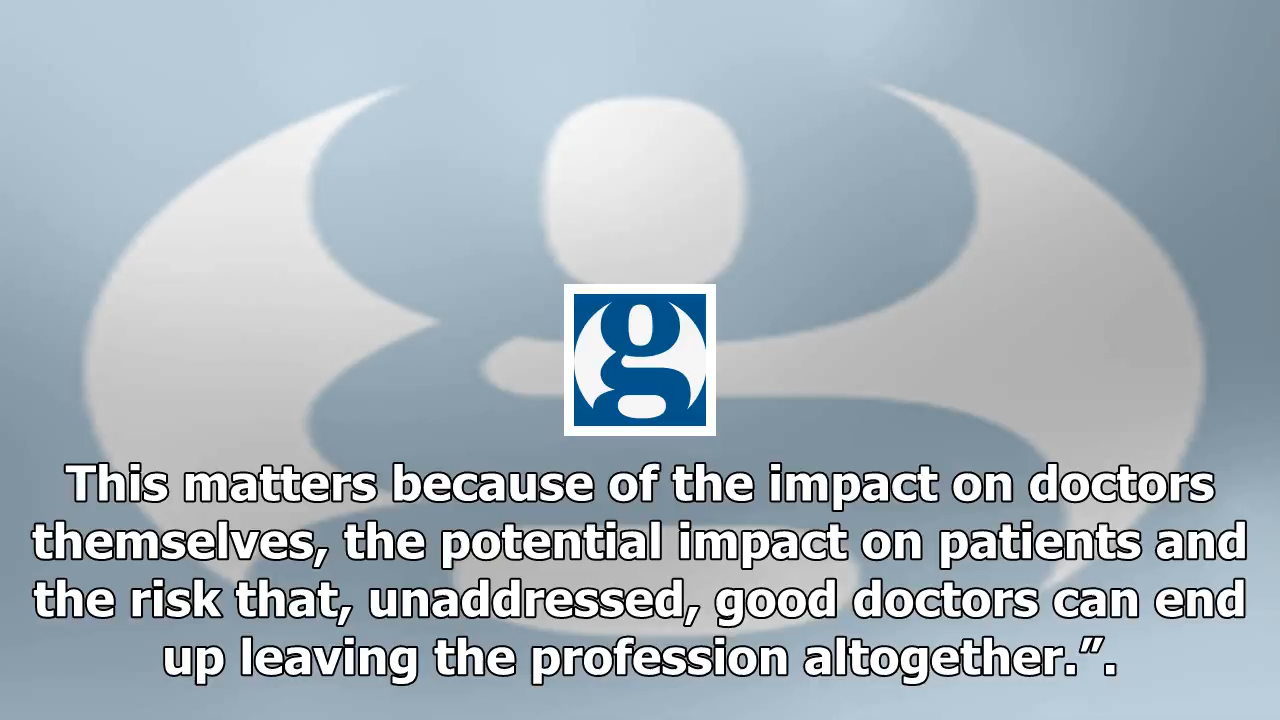 g
This matters because of the impact on doctors
themselves, the potential impact on patients and
the risk that, unaddressed, good doctors can end
up leaving the profession altogether.”.